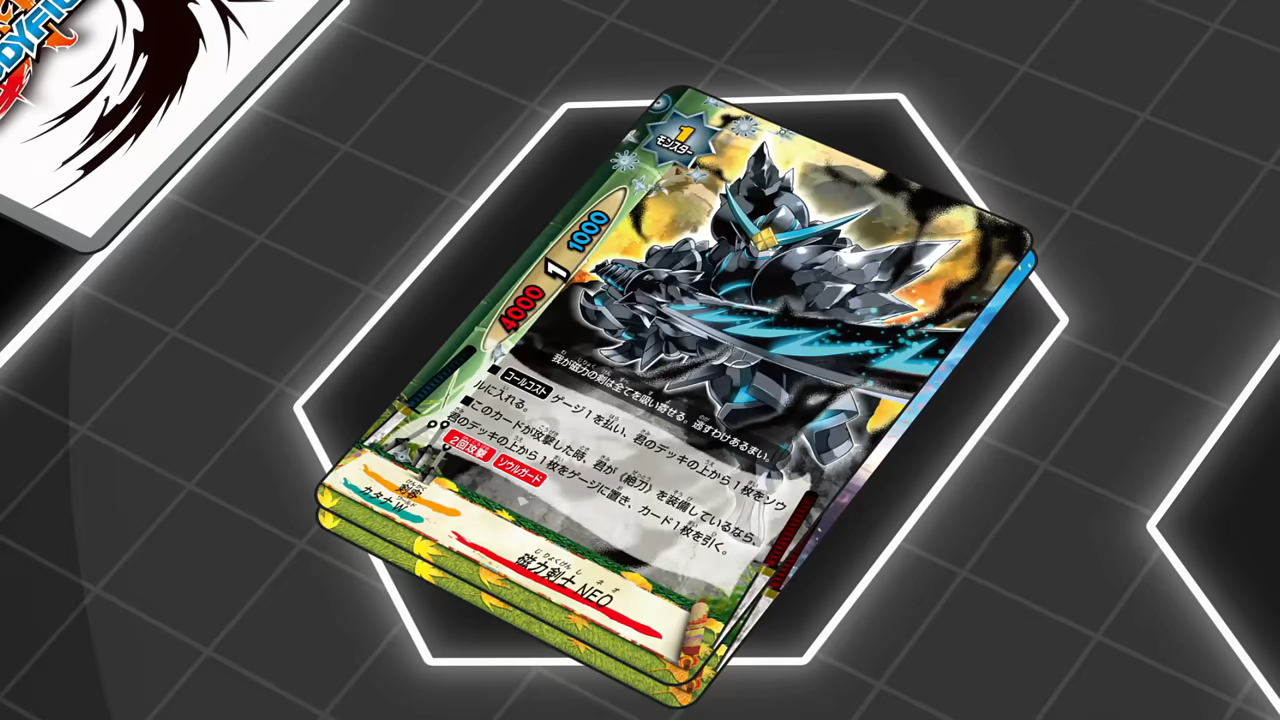 DYFIG
1
モンスター
4000
1
1000
我が磁力の剣は全てを吸い寄せる。逃すわけあるまい。
■コールコスト ゲージ1を払い、君のデッキの上から1枚をソウ
ルに入れる。
■このカードが攻撃した時、君が《絶刀》を装備しているなら、
君のデッキの上から1枚をゲージに置き、カード1枚を引く。
2回攻撃 ソウルガード
剣客
カタナW
磁力剣士 NEO